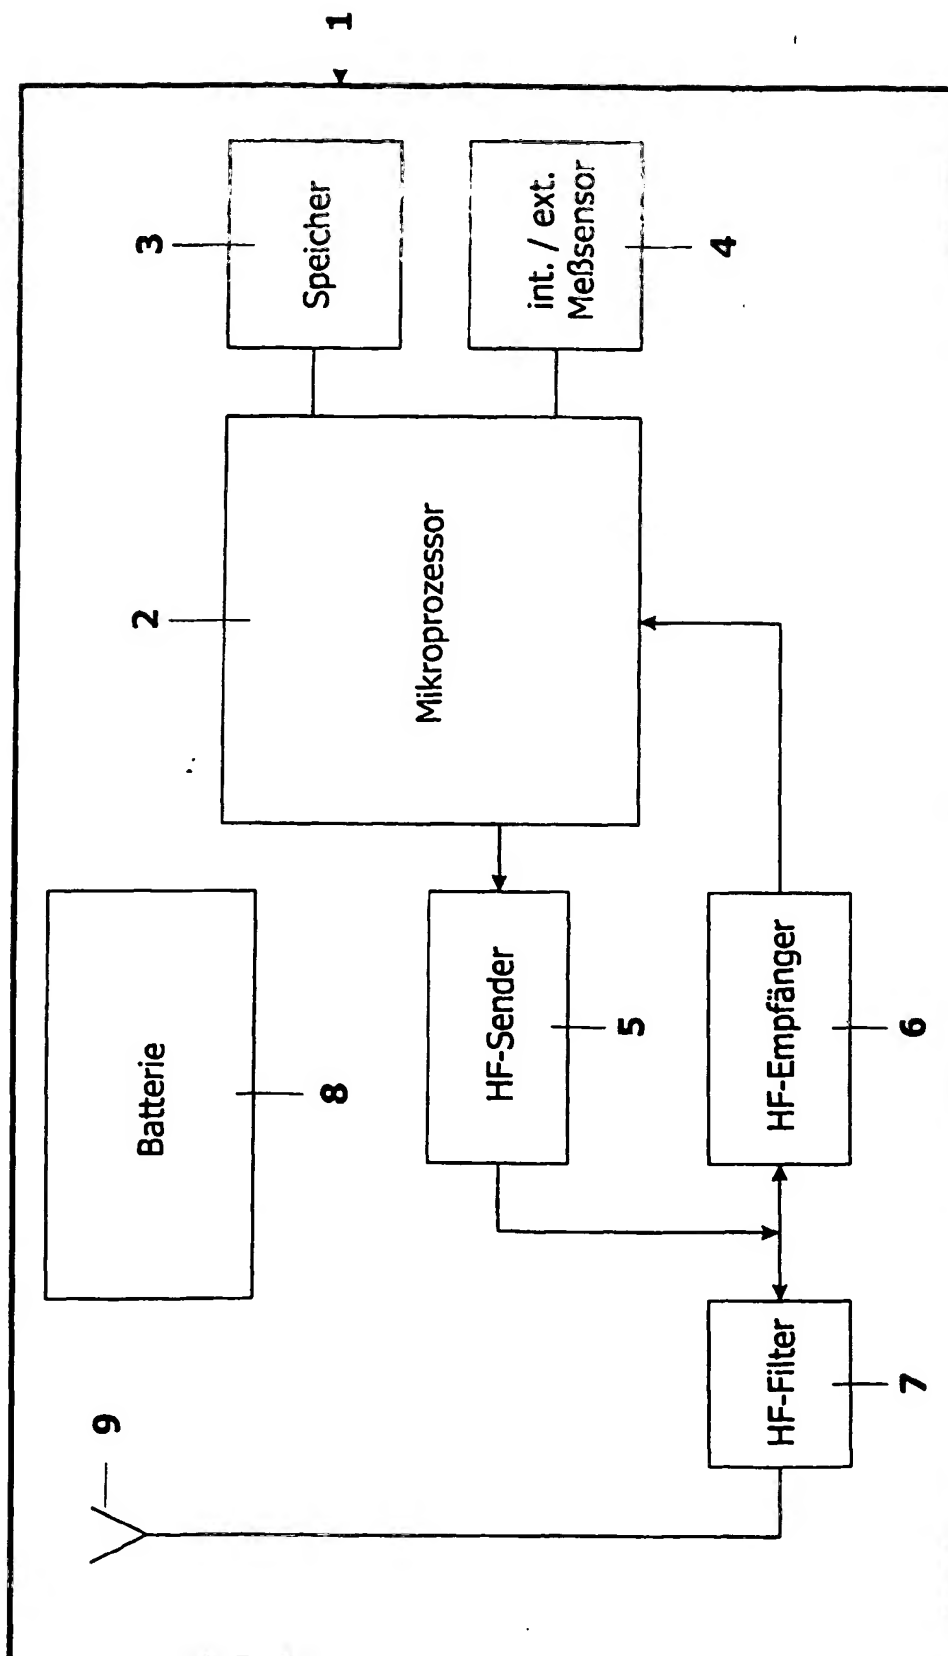 1
3
Speicher
int. / ext.
Meßsensor
4
2
Mikroprozessor
Batterie
8
HF-Sender
5
HF-Empfänger
6
9
HF-Filter
7